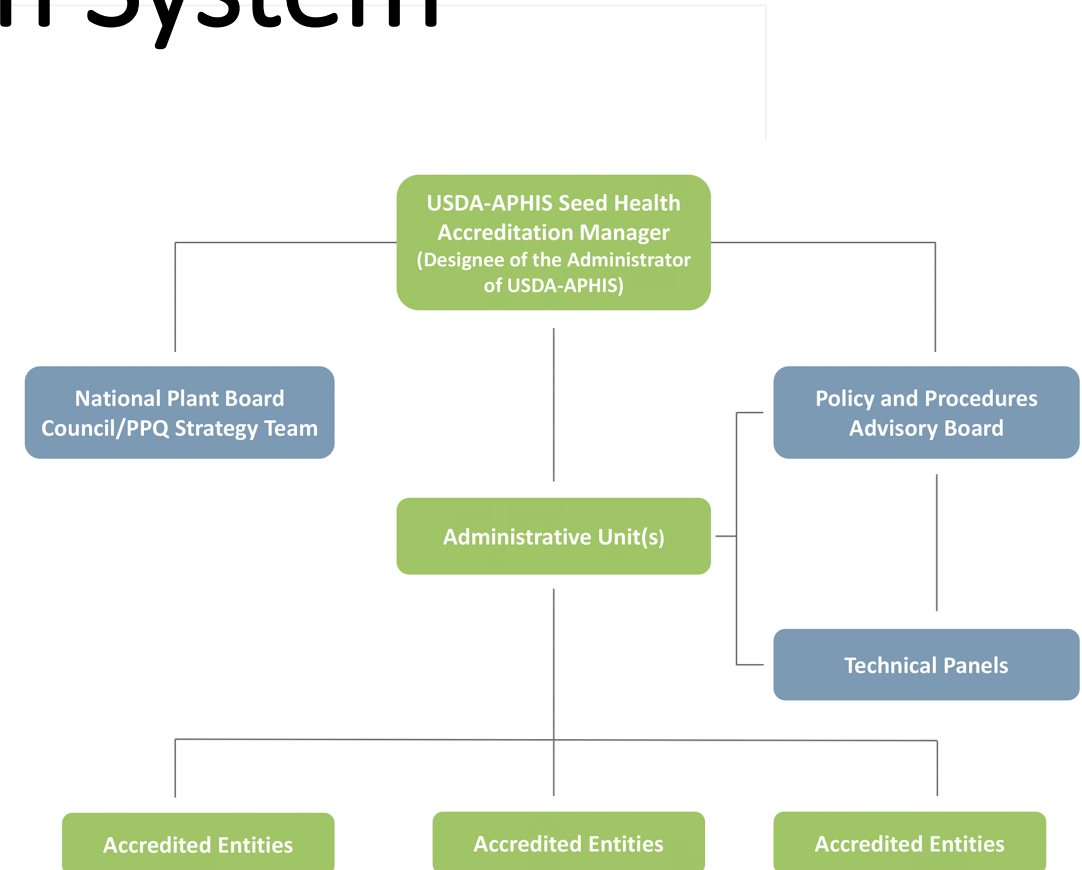 System
USDA-APHIS Seed Health
Accreditation Manager
(Designee of the Administrator
of USDA-APHIS)
National Plant Board
Council/PPQ Strategy Team
Policy and Procedures
Advisory Board
Administrative Unit(s)
Technical Panels
Accredited Entities
Accredited Entities
Accredited Entities